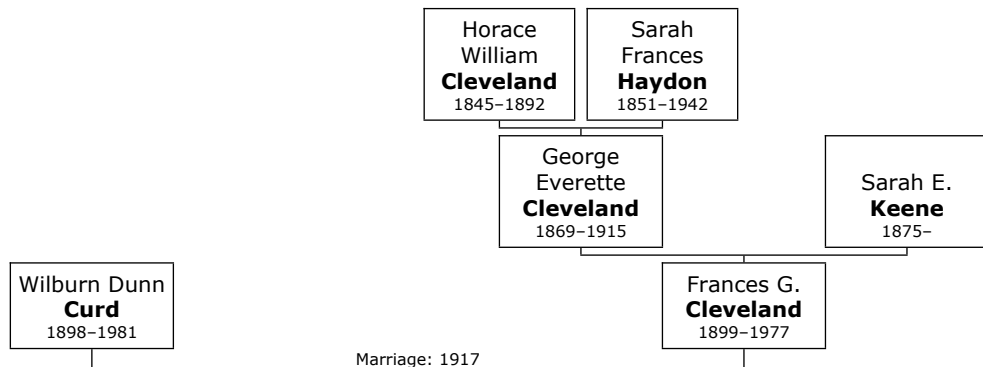 Horace
William
Cleveland
1845–1892
Sarah
Frances
Haydon
1851–1942
George
Everette
Cleveland
1869–1915
Sarah E.
Keene
1875–
Wilburn Dunn
Curd
1898–1981
Frances G.
Cleveland
1899–1977
Marriage: 1917